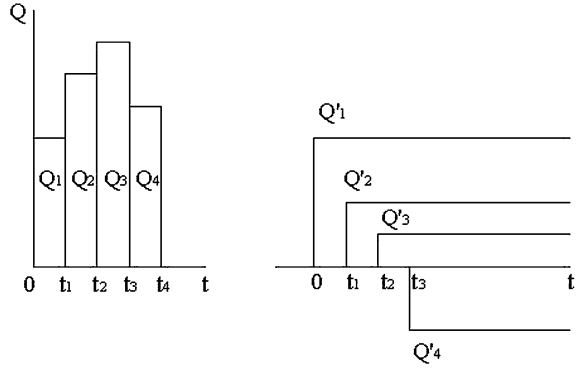 Q
Q₁ Q₂ Q₃ Q₄
0 t₁ t₂ t₃ t₄ t
Q'₁
Q'₂
Q'₃
0 t₁ t₂ t₃ t
Q'₄